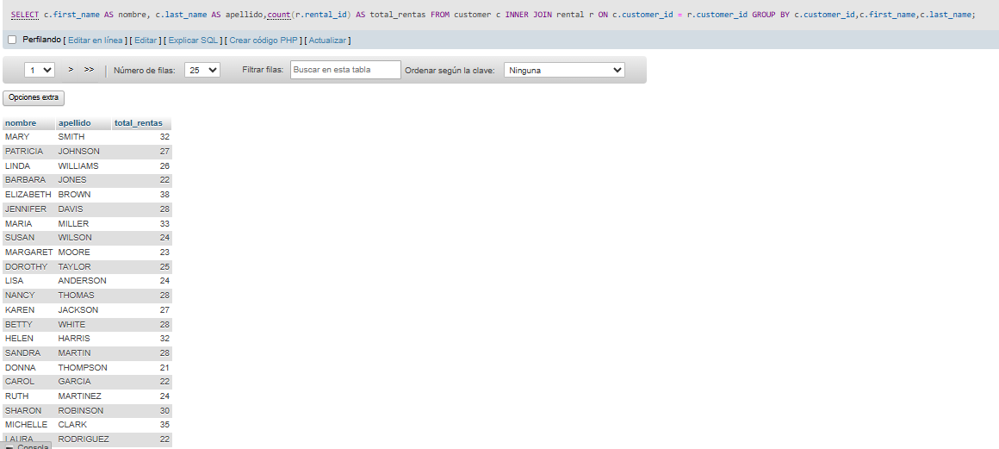 SELECT c.first_name AS nombre, c.last_name AS apellido,count(r.rental_id) AS total_rentas FROM customer c INNER JOIN rental r ON c.customer_id = r.customer_id GROUP BY c.customer_id,c.first_name,c.last_name;
Perfilando [ Editar en línea ] [ Editar ] [ Explicar SQL ] [ Crear código PHP ] [ Actualizar ]
1 > >> | Número de filas: 25 Filtrar filas: Buscar en esta tabla Ordenar según la clave: Ninguna
Opciones extra
nombre apellido total_rentas
MARY SMITH 32
PATRICIA JOHNSON 27
LINDA WILLIAMS 26
BARBARA JONES 22
ELIZABETH BROWN 38
JENNIFER DAVIS 28
MARIA MILLER 33
SUSAN WILSON 24
MARGARET MOORE 23
DOROTHY TAYLOR 25
LISA ANDERSON 24
NANCY THOMAS 28
KAREN JACKSON 27
BETTY WHITE 28
HELEN HARRIS 32
SANDRA MARTIN 28
DONNA THOMPSON 21
CAROL GARCIA 22
RUTH MARTINEZ 24
SHARON ROBINSON 30
MICHELLE CLARK 35
LAURA RODRIGUEZ 22
Consola